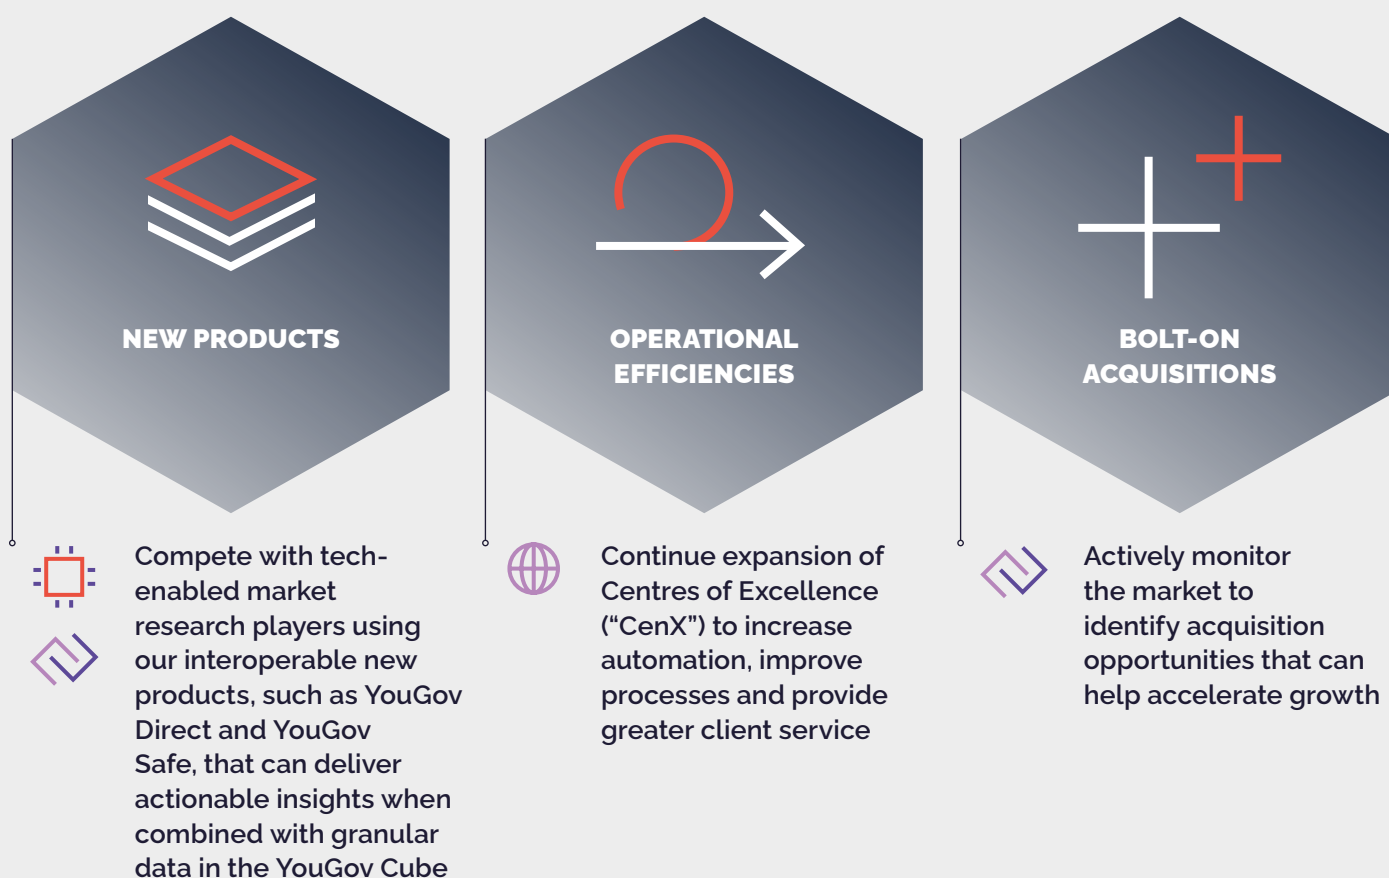 NEW PRODUCTS
Compete with tech-
enabled market
research players using
our interoperable new
products, such as YouGov
Direct and YouGov
Safe, that can deliver
actionable insights when
combined with granular
data in the YouGov Cube
OPERATIONAL
EFFICIENCIES
Continue expansion of
Centres of Excellence
(“CenX”) to increase
automation, improve
processes and provide
greater client service
BOLT-ON
ACQUISITIONS
Actively monitor
the market to
identify acquisition
opportunities that can
help accelerate growth